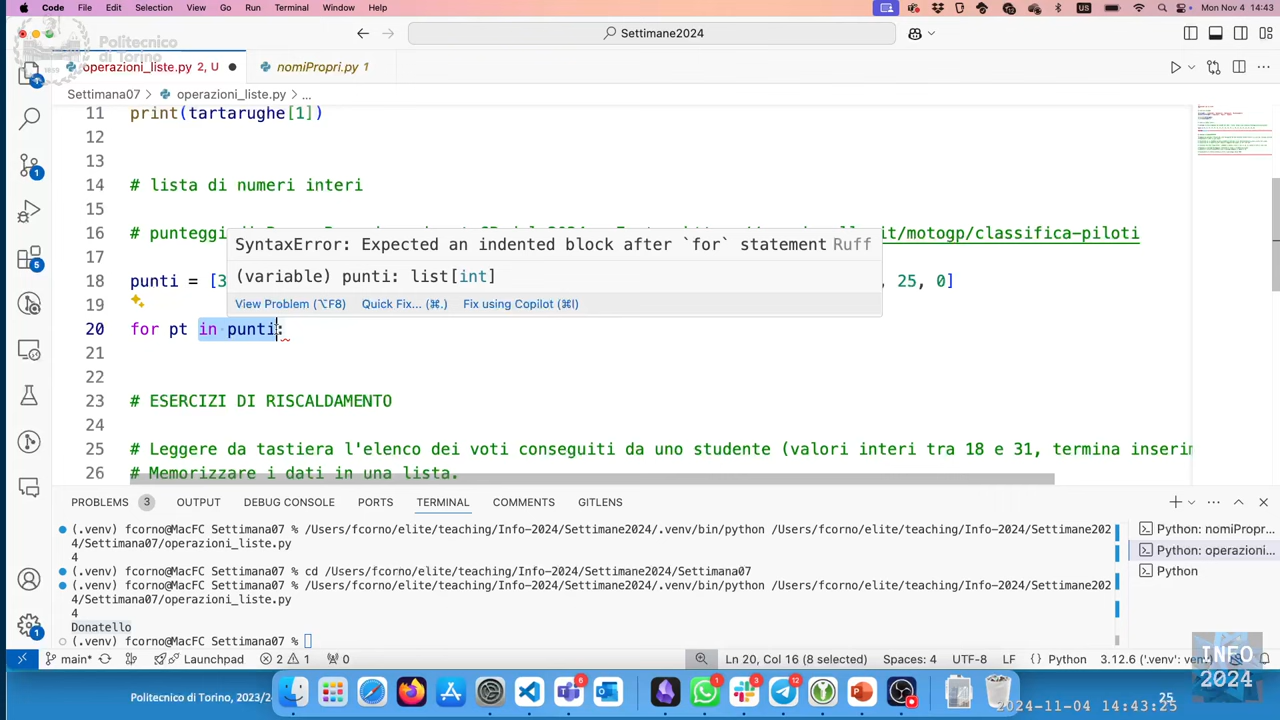 Code File Edit Selection View Go Run Terminal Window Help US Mon Nov 4 14:43
Politecnico di Torino
Settimane2024
operazioni_liste.py 2, U
nomiPropri.py 1
Settimana07 > operazioni_liste.py > ...
11 print(tartarughe[1])
12
13
14 # lista di numeri interi
15
16 # punteggi
it/motogp/classifica-piloti
17
18 punti = [3
, 25, 0]
SyntaxError: Expected an indented block after `for` statement Ruff
(variable) punti: list[int]
View Problem (⌥F8) Quick Fix... (⌘.) Fix using Copilot (⌘I)
19
20 for pt in punti:
21
22
23 # ESERCIZI DI RISCALDAMENTO
24
25 # Leggere da tastiera l'elenco dei voti conseguiti da uno studente (valori interi tra 18 e 31, termina inserim
26 # Memorizzare i dati in una lista.
PROBLEMS 3 OUTPUT DEBUG CONSOLE PORTS TERMINAL COMMENTS GITLENS
(.venv) fcorno@MacFC Settimana07 % /Users/fcorno/elite/teaching/Info-2024/Settimane2024/.venv/bin/python /Users/fcorno/elite/teaching/Info-2024/Settimane202
4/Settimana07/operazioni_liste.py
4
(.venv) fcorno@MacFC Settimana07 % cd /Users/fcorno/elite/teaching/Info-2024/Settimane2024/Settimana07
(.venv) fcorno@MacFC Settimana07 % /Users/fcorno/elite/teaching/Info-2024/Settimane2024/.venv/bin/python /Users/fcorno/elite/teaching/Info-2024/Settimane202
4/Settimana07/operazioni_liste.py
4
Donatello
(.venv) fcorno@MacFC Settimana07 %
Python: nomiPropr...
Python: operazioni...
Python
main* Launchpad 2 1 0 Ln 20, Col 16 (8 selected) Spaces: 4 UTF-8 LF Python 3.12.6 ('.venv': venv)
INFO 2024
Politecnico di Torino, 2023/2
25
2024-11-04 14:43:25